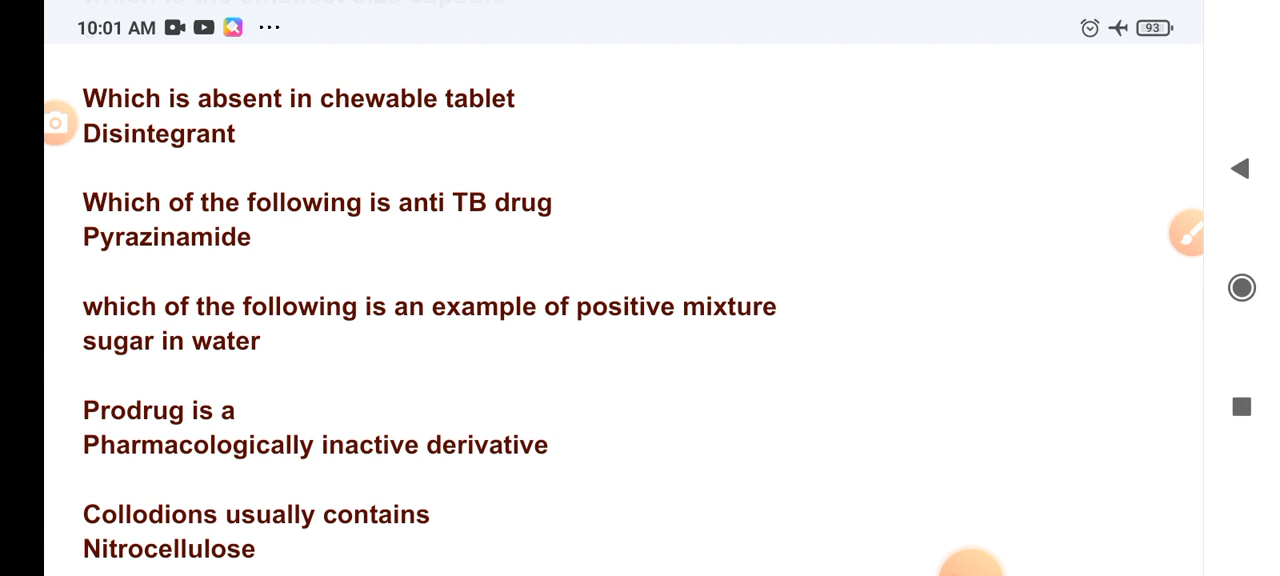 10:01 AM
93
Which is absent in chewable tablet
Disintegrant
Which of the following is anti TB drug
Pyrazinamide
which of the following is an example of positive mixture
sugar in water
Prodrug is a
Pharmacologically inactive derivative
Collodions usually contains
Nitrocellulose